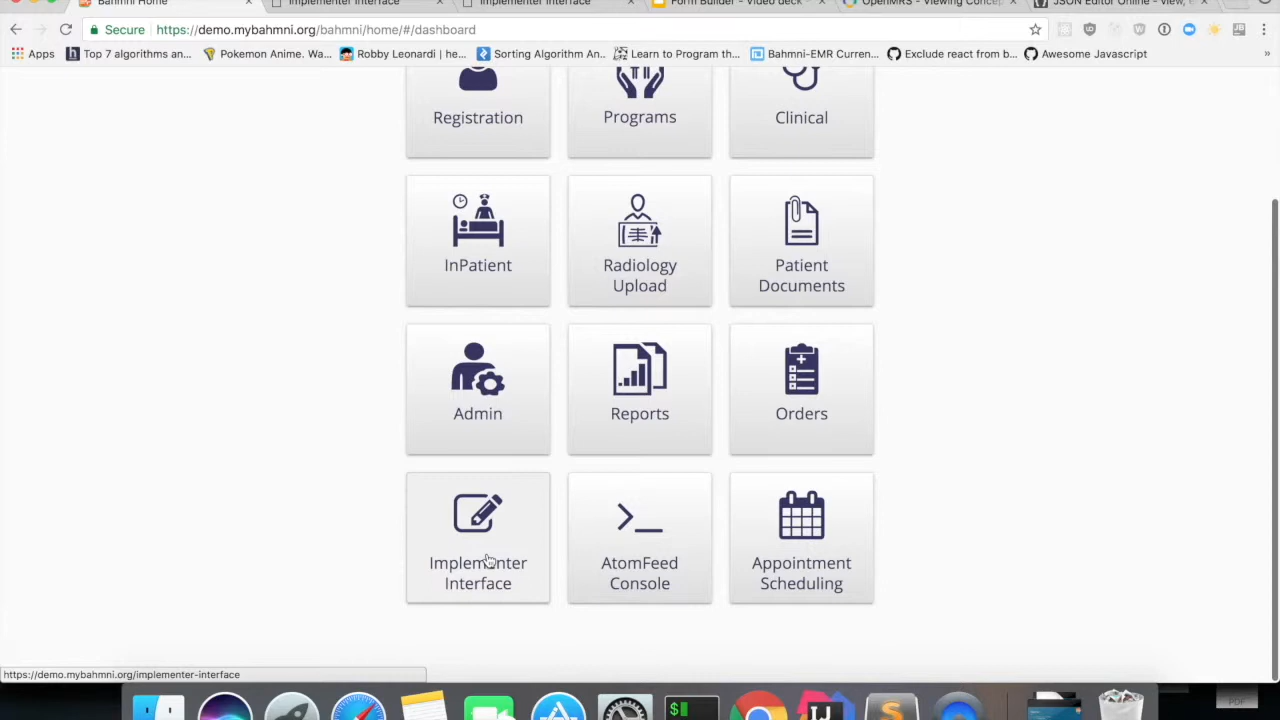 Bahmni Home
Implementer Interface
Implementer Interface
Form Builder - Video deck
OpenMRS - Viewing Concep
JSON Editor Online - view, e
Secure https://demo.mybahmni.org/bahmni/home/#/dashboard
Apps Top 7 algorithms an... Pokemon Anime. Wa... Robby Leonardi | he... Sorting Algorithm An.. Learn to Program th... Bahmni-EMR Curren... Exclude react from b... Awesome Javascript »
Registration
Programs
Clinical
InPatient
Radiology
Upload
Patient
Documents
Admin
Reports
Orders
Implementer
Interface
AtomFeed
Console
Appointment
Scheduling
https://demo.mybahmni.org/implementer-interface
PDF